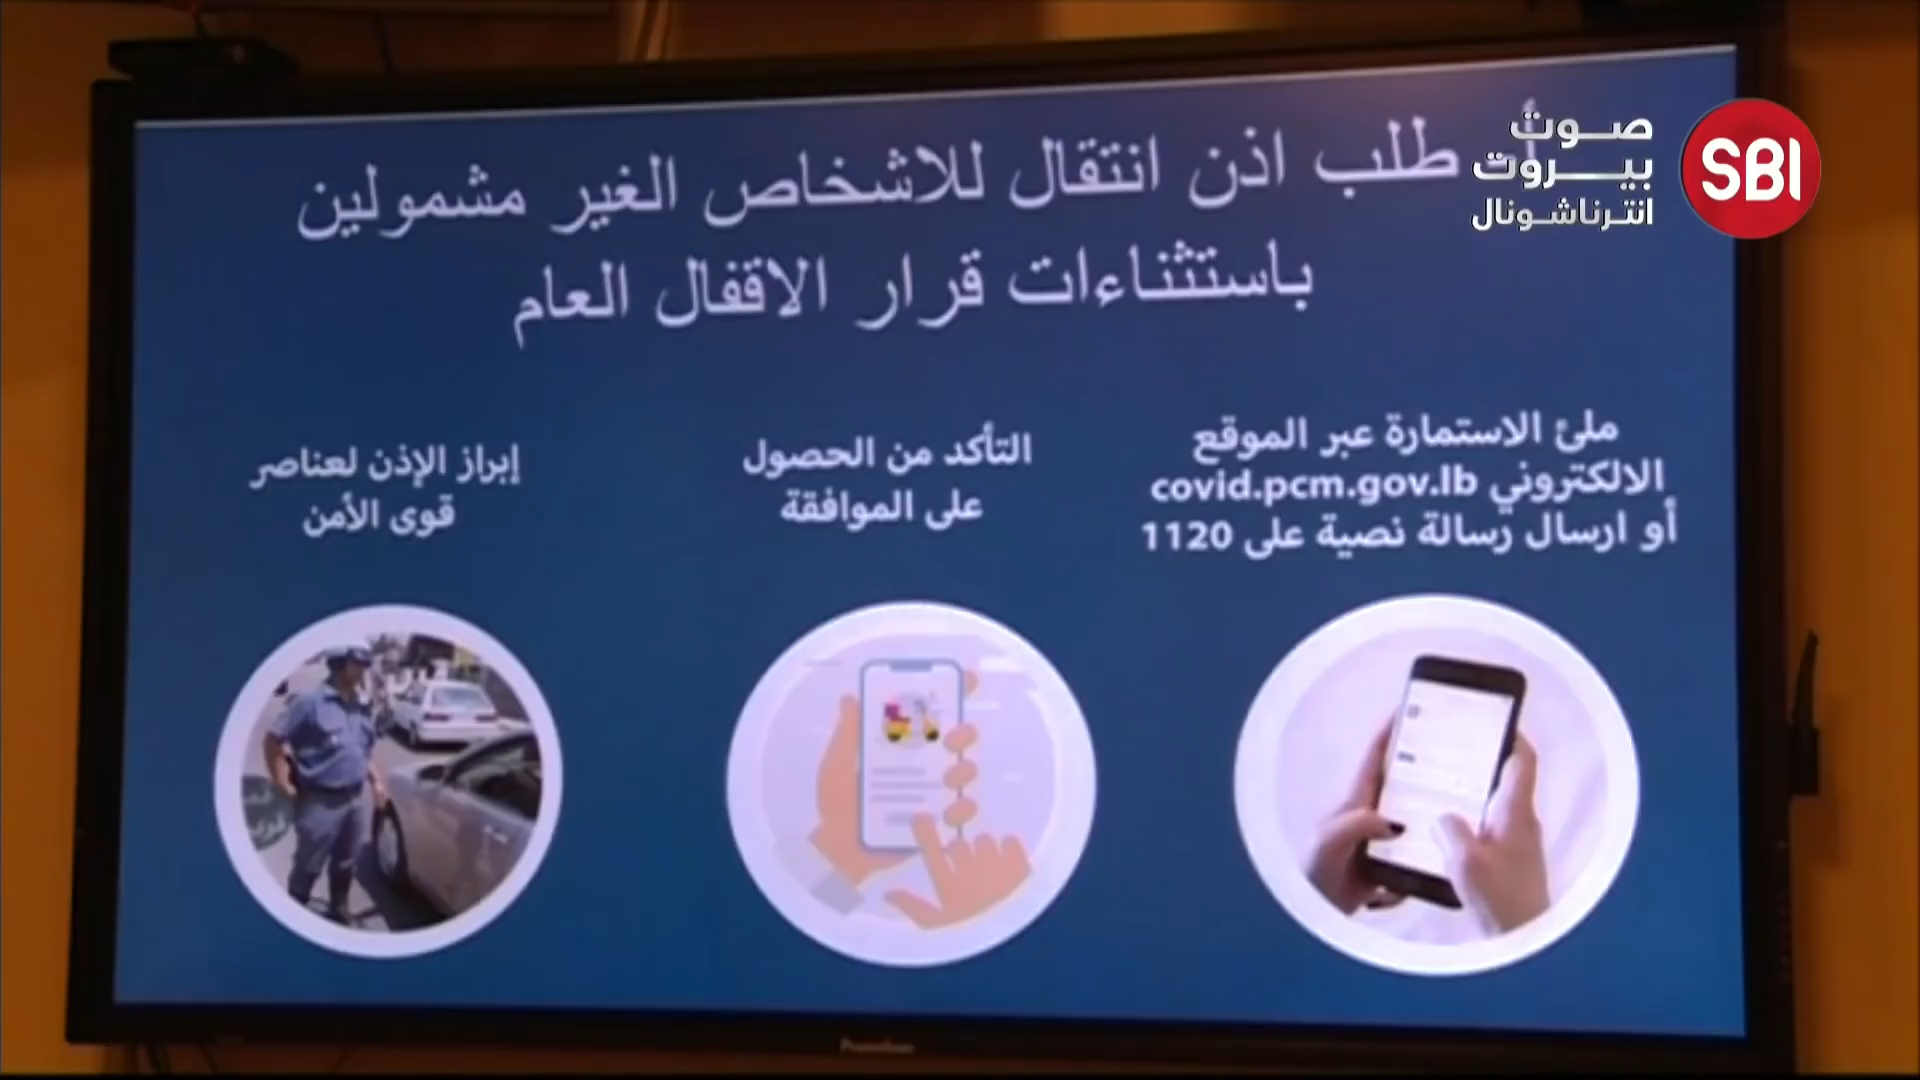 أ- طلب اذن انتقال للاشخاص الغير مشمولين
باستثناءات قرار الاقفال العام
ملئ الاستمارة عبر الموقع
الالكتروني covid.pcm.gov.lb
أو ارسال رسالة نصية على 1120
التأكد من الحصول
على الموافقة
إبراز الإذن لعناصر
قوى الأمن
صوت
بيروت
انترناشونال
SBI